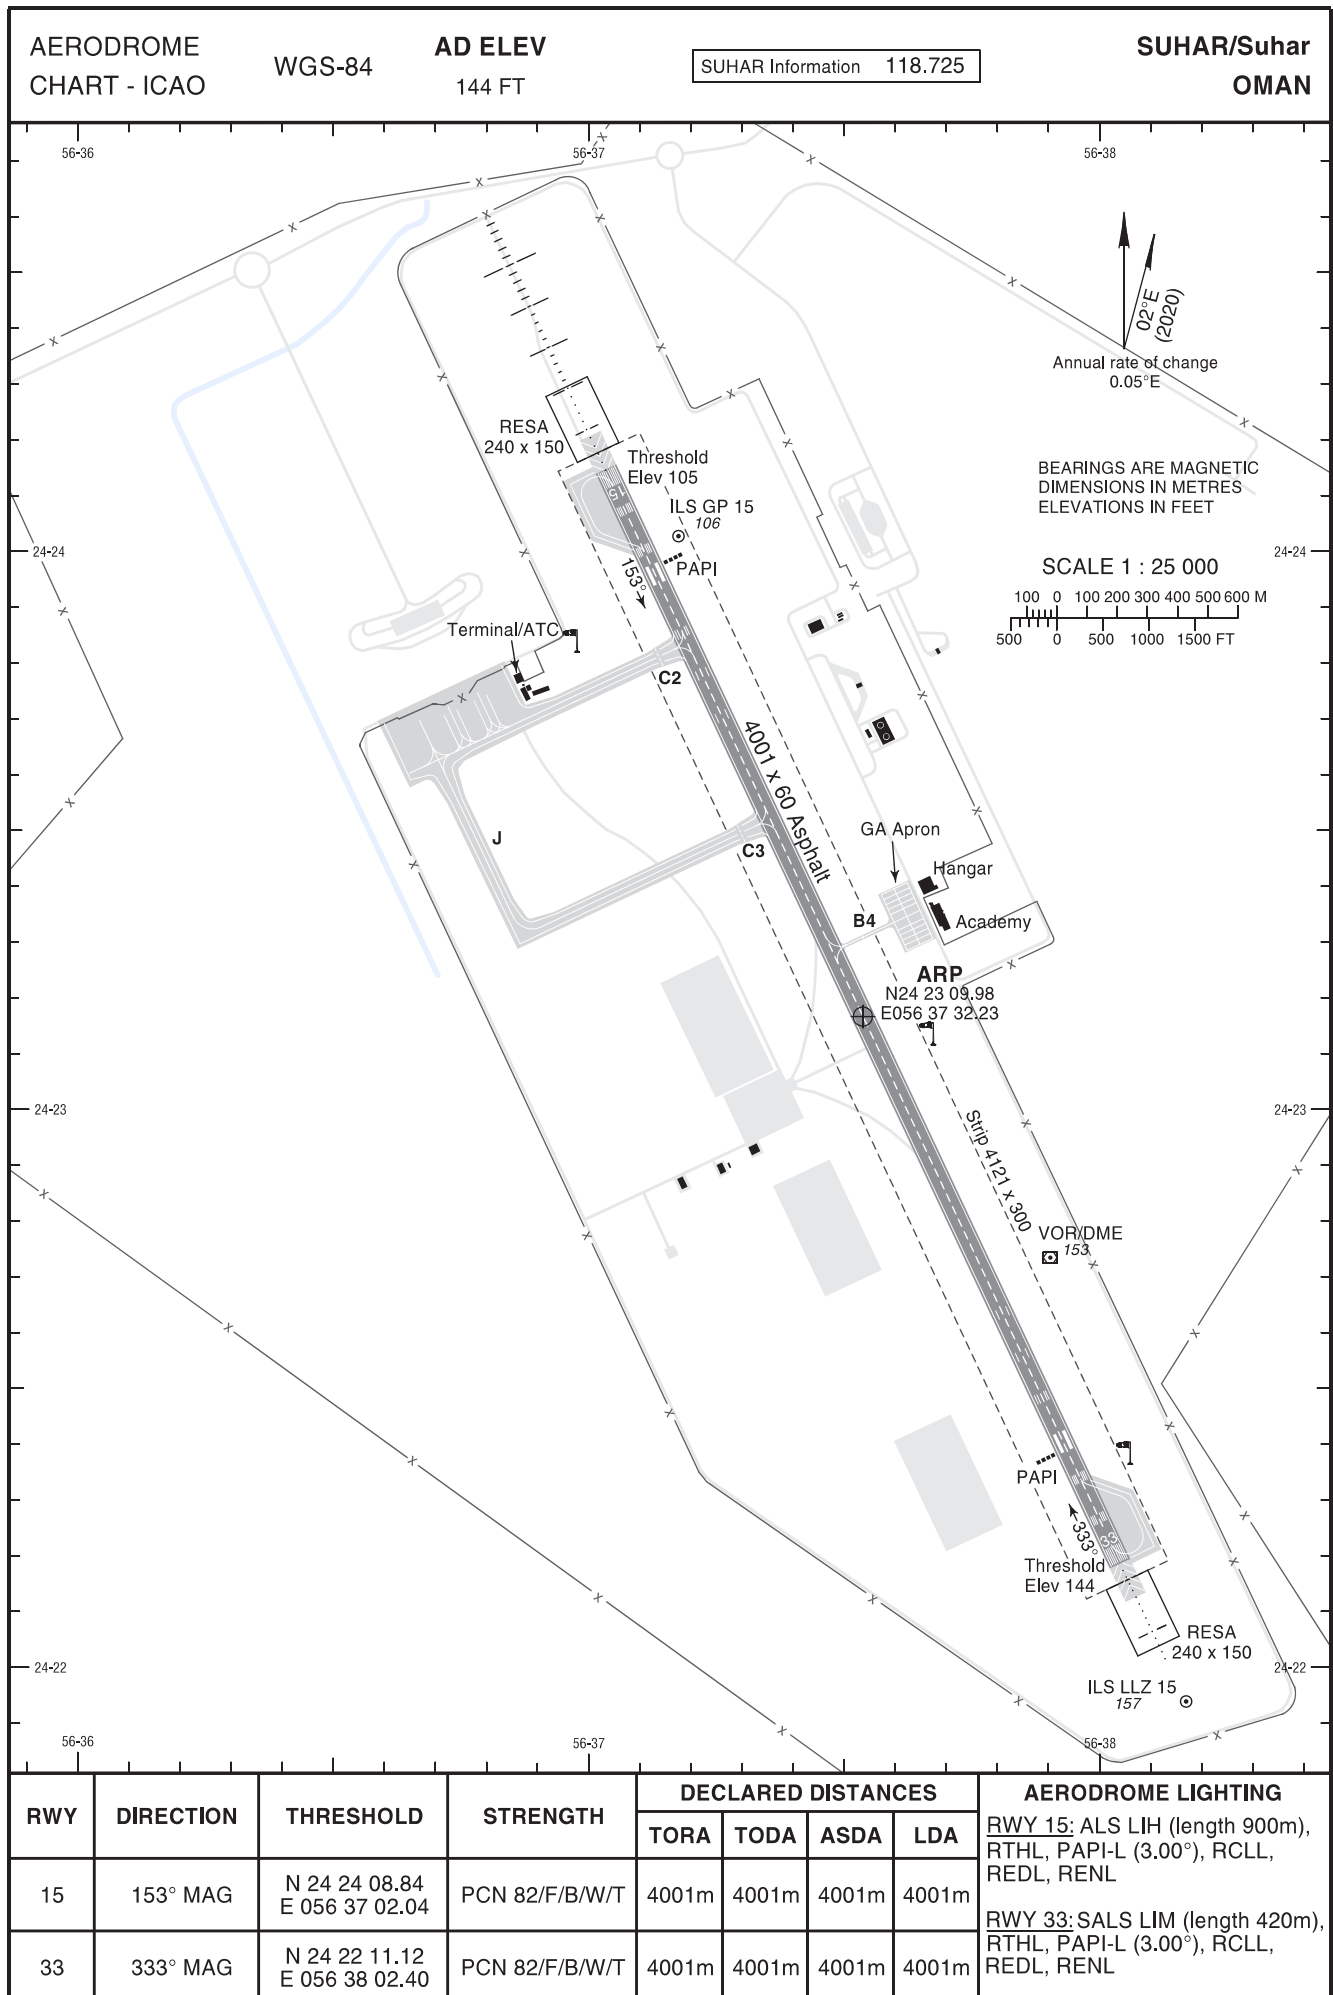 AERODROME
CHART - ICAO
WGS-84
AD ELEV
144 FT
SUHAR Information 118.725
SUHAR/Suhar
OMAN
56-36
56-37
56-38
02°E
(2020)
Annual rate of change
0.05°E
RESA
240 x 150
Threshold
Elev 105
ILS GP 15
106
BEARINGS ARE MAGNETIC
DIMENSIONS IN METRES
ELEVATIONS IN FEET
15
24-24
24-24
PAPI
153°
SCALE 1 : 25 000
100 0 100 200 300 400 500 600 M
500 0 500 1000 1500 FT
Terminal/ATC
C2
4001 x 60 Asphalt
J
C3
GA Apron
Hangar
B4
Academy
ARP
N24 23 09.98
E056 37 32.23
24-23
24-23
Strip 4121 x 300
VOR/DME
153
PAPI
333°
33
Threshold
Elev 144
RESA
240 x 150
24-22
24-22
ILS LLZ 15
157
56-36
56-37
56-38
RWY DIRECTION THRESHOLD STRENGTH DECLARED DISTANCES
TORA TODA ASDA LDA
15 153° MAG N 24 24 08.84
E 056 37 02.04 PCN 82/F/B/W/T 4001m 4001m 4001m 4001m
33 333° MAG N 24 22 11.12
E 056 38 02.40 PCN 82/F/B/W/T 4001m 4001m 4001m 4001m
AERODROME LIGHTING
RWY 15: ALS LIH (length 900m),
RTHL, PAPI-L (3.00°), RCLL,
REDL, RENL
RWY 33: SALS LIM (length 420m),
RTHL, PAPI-L (3.00°), RCLL,
REDL, RENL